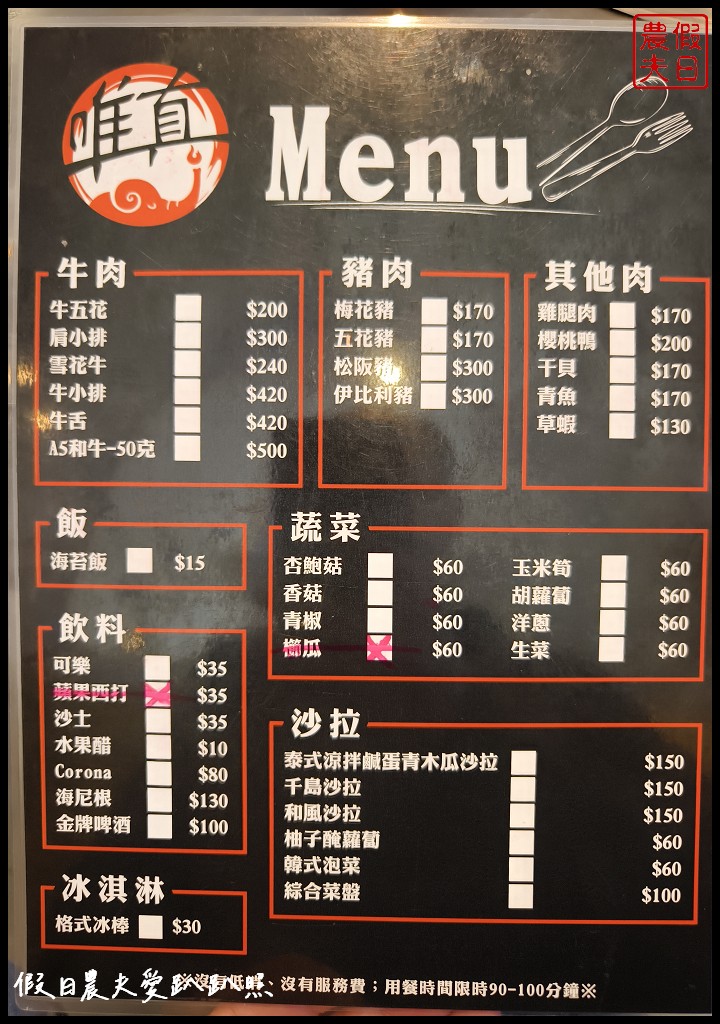 假日
農夫
唯真
Menu
牛肉
牛五花 $200
肩小排 $300
雪花牛 $240
牛小排 $420
牛舌 $420
A5和牛-50克 $500
豬肉
梅花豬 $170
五花豬 $170
松阪豬 $300
伊比利豬 $300
其他肉
雞腿肉 $170
櫻桃鴨 $200
干貝 $170
青魚 $170
草蝦 $130
飯
海苔飯 $15
蔬菜
杏鮑菇 $60
香菇 $60
青椒 $60
櫛瓜 $60
玉米筍 $60
胡蘿蔔 $60
洋蔥 $60
生菜 $60
飲料
可樂 $35
蘋果西打 $35
沙士 $35
水果醋 $10
Corona $80
海尼根 $130
金牌啤酒 $100
沙拉
泰式涼拌鹹蛋青木瓜沙拉 $150
千島沙拉 $150
和風沙拉 $150
柚子醃蘿蔔 $60
韓式泡菜 $60
綜合菜盤 $100
冰淇淋
格式冰棒 $30
※沒有低消、沒有服務費；用餐時間限時90-100分鐘※
假日農夫愛趴趴照